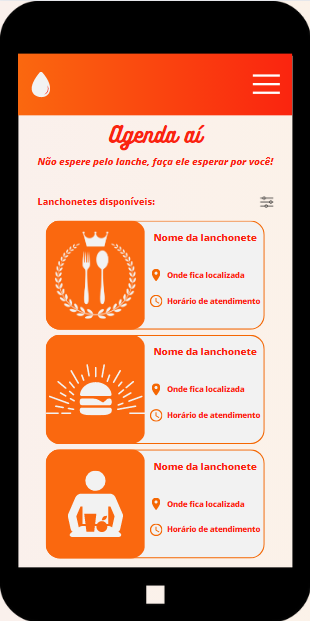 Agenda aí
Não espere pelo lanche, faça ele esperar por você!
Lanchonetes disponíveis:
Nome da lanchonete
Onde fica localizada
Horário de atendimento
Nome da lanchonete
Onde fica localizada
Horário de atendimento
Nome da lanchonete
Onde fica localizada
Horário de atendimento